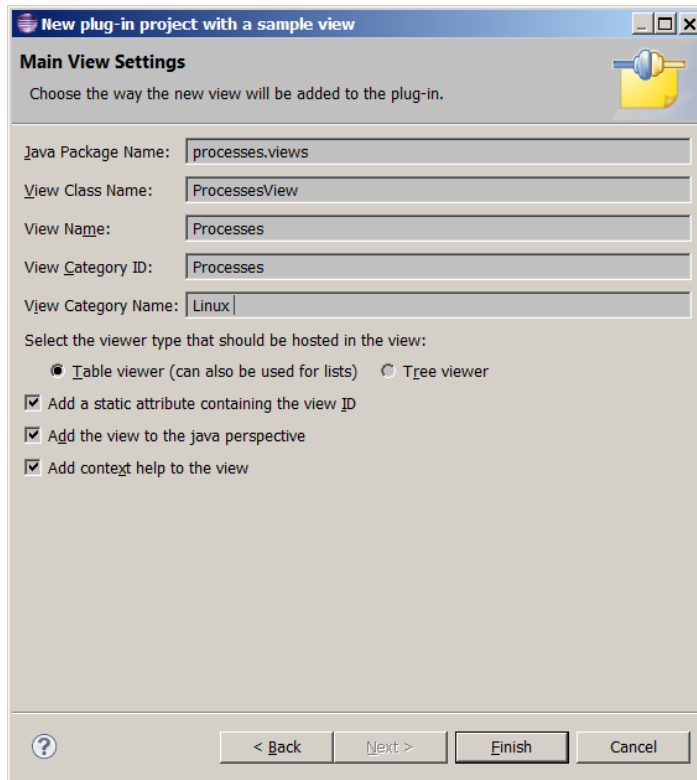 New plug-in project with a sample view
Main View Settings
Choose the way the new view will be added to the plug-in.
Java Package Name: processes.views
View Class Name: ProcessesView
View Name: Processes
View Category ID: Processes
View Category Name: Linux
Select the viewer type that should be hosted in the view:
Table viewer (can also be used for lists) Tree viewer
Add a static attribute containing the view ID
Add the view to the java perspective
Add context help to the view
? < Back Next > Finish Cancel